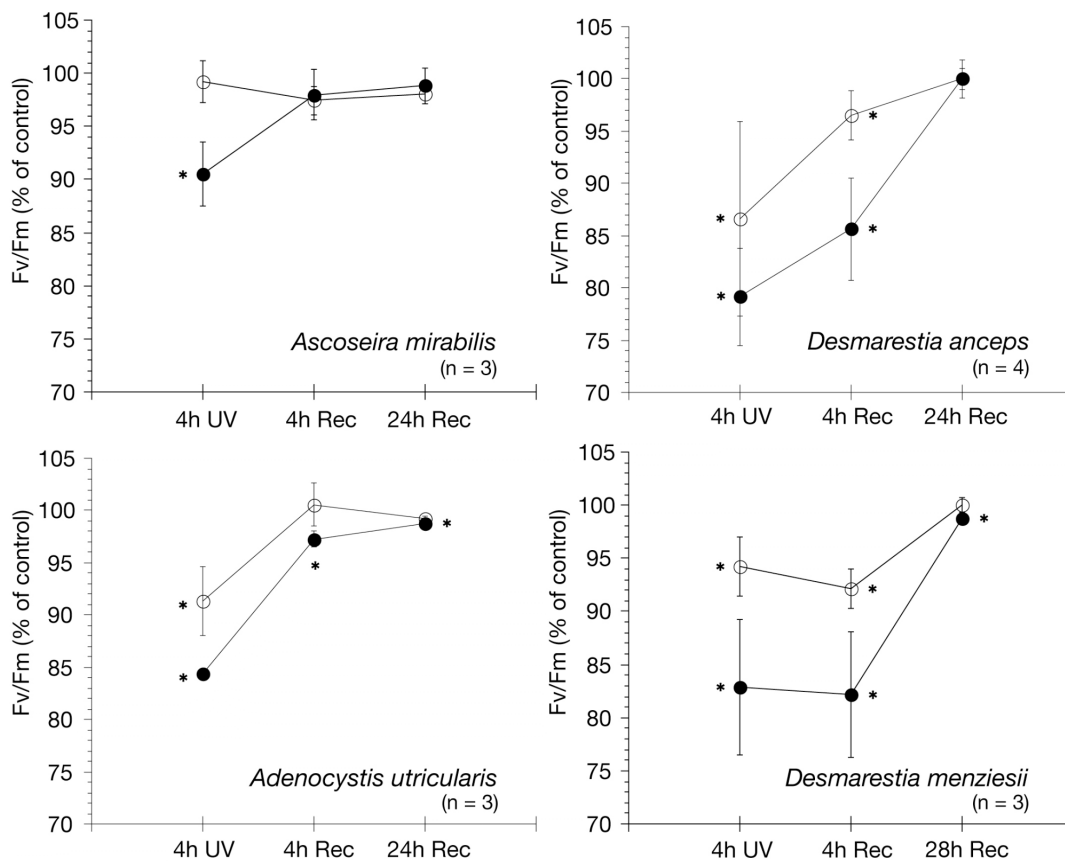 105
100
95
90
85
80
75
70
Fv/Fm (% of control)
*
Ascoseira mirabilis
(n = 3)
4h UV 4h Rec 24h Rec
105
100
95
90
85
80
75
70
Fv/Fm (% of control)
*
*
*
*
Desmarestia anceps
(n = 4)
4h UV 4h Rec 24h Rec
105
100
95
90
85
80
75
70
Fv/Fm (% of control)
*
*
*
*
Adenocystis utricularis
(n = 3)
4h UV 4h Rec 24h Rec
105
100
95
90
85
80
75
70
Fv/Fm (% of control)
*
*
*
*
*
Desmarestia menziesii
(n = 3)
4h UV 4h Rec 28h Rec